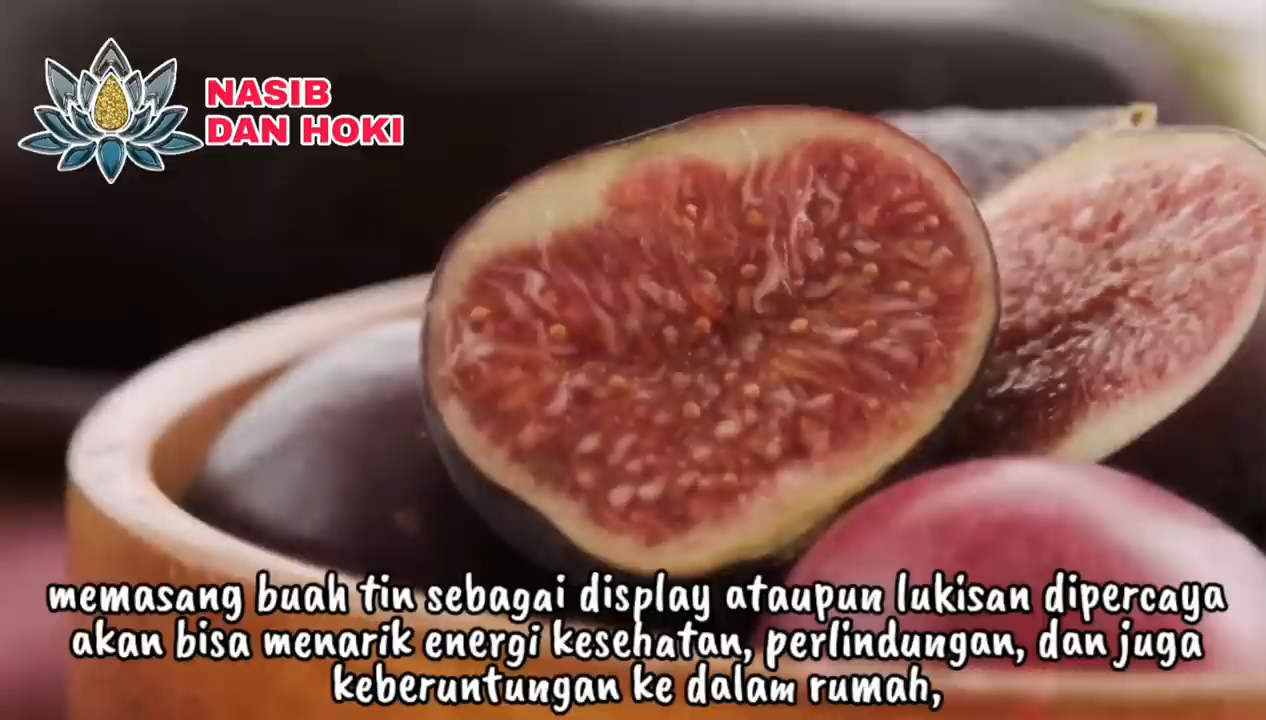 NASIB
DAN HOKI
memasang buah tin sebagai display ataupun lukisan dipercaya
akan bisa menarik energi kesehatan, perlindungan, dan juga
keberuntungan ke dalam rumah,